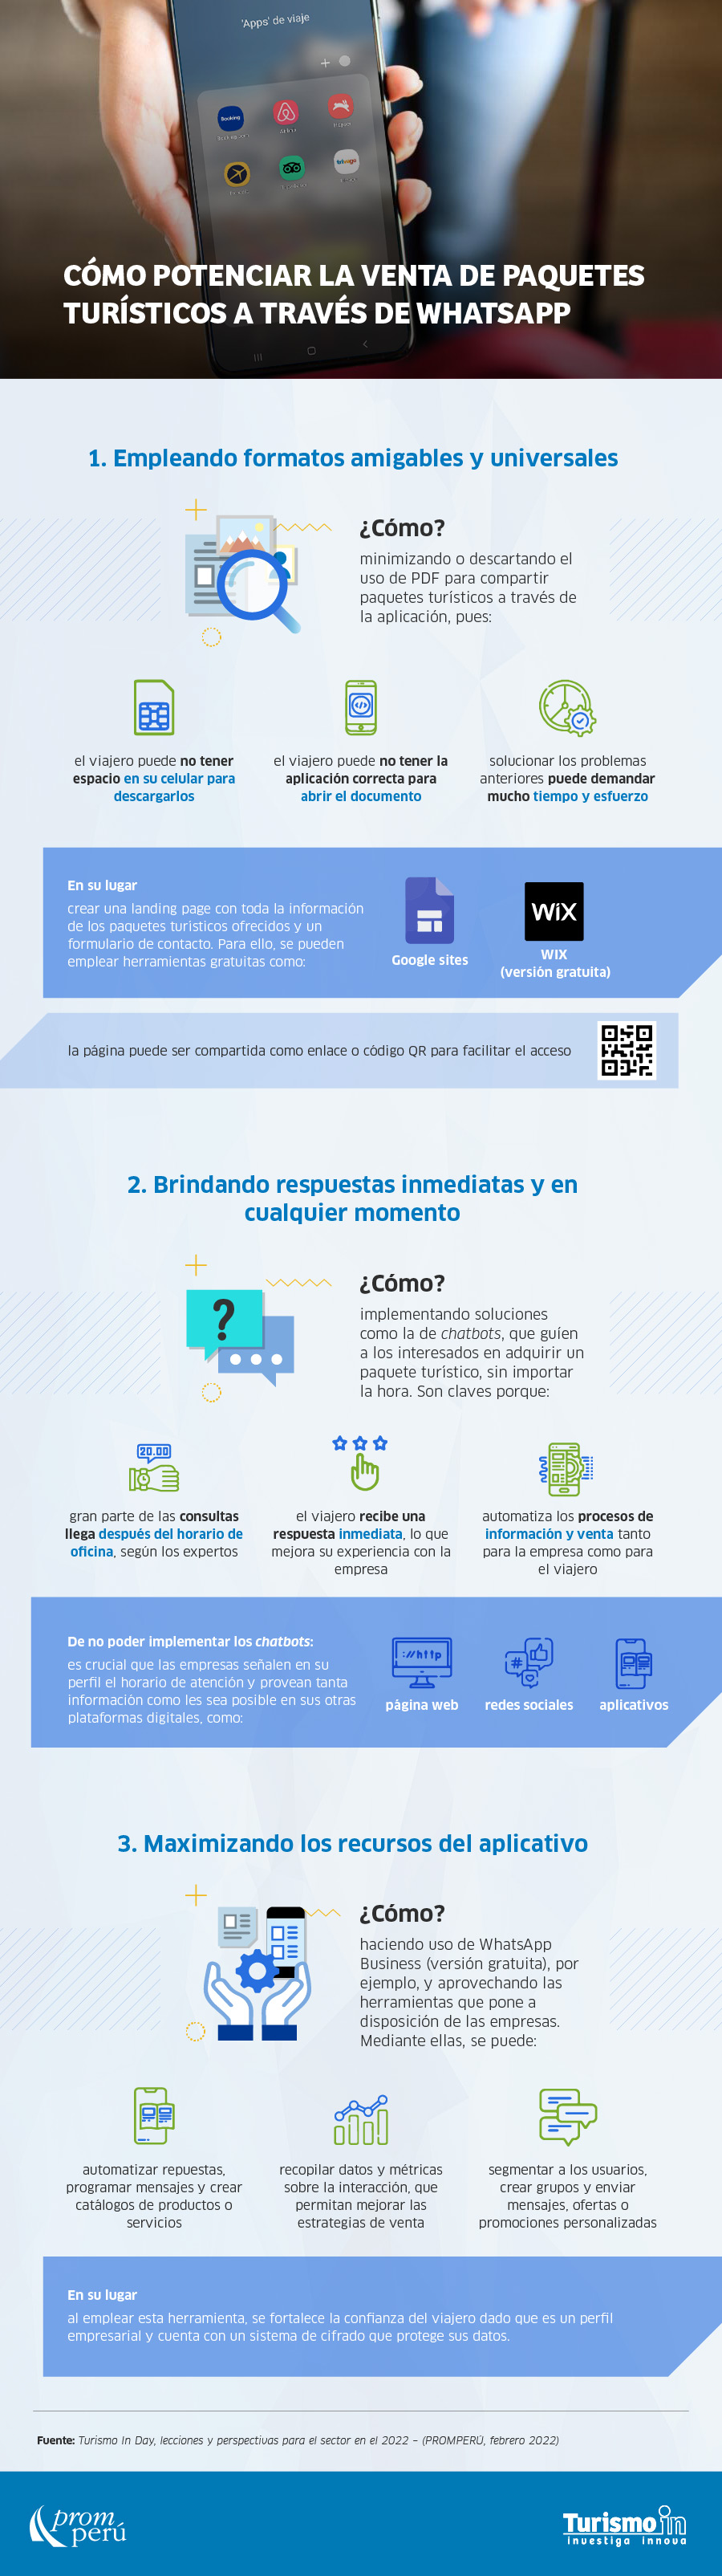 'Apps' de viaje
Booking
trivago
CÓMO POTENCIAR LA VENTA DE PAQUETES
TURÍSTICOS A TRAVÉS DE WHATSAPP
1. Empleando formatos amigables y universales
¿Cómo?
minimizando o descartando el
uso de PDF para compartir
paquetes turísticos a través de
la aplicación, pues:
el viajero puede no tener
espacio en su celular para
descargarlos
el viajero puede no tener la
aplicación correcta para
abrir el documento
solucionar los problemas
anteriores puede demandar
mucho tiempo y esfuerzo
En su lugar
crear una landing page con toda la información
de los paquetes turisticos ofrecidos y un
formulario de contacto. Para ello, se pueden
emplear herramientas gratuitas como:
Google sites
WiX
WIX
(versión gratuita)
la página puede ser compartida como enlace o código QR para facilitar el acceso
2. Brindando respuestas inmediatas y en
cualquier momento
?
¿Cómo?
implementando soluciones
como la de chatbots, que guíen
a los interesados en adquirir un
paquete turístico, sin importar
la hora. Son claves porque:
20.00
gran parte de las consultas
llega después del horario de
oficina, según los expertos
el viajero recibe una
respuesta inmediata, lo que
mejora su experiencia con la
empresa
automatiza los procesos de
información y venta tanto
para la empresa como para
el viajero
De no poder implementar los chatbots:
es crucial que las empresas señalen en su
perfil el horario de atención y provean tanta
información como les sea posible en sus otras
plataformas digitales, como:
://http
página web
#
redes sociales
aplicativos
3. Maximizando los recursos del aplicativo
¿Cómo?
haciendo uso de WhatsApp
Business (versión gratuita), por
ejemplo, y aprovechando las
herramientas que pone a
disposición de las empresas.
Mediante ellas, se puede:
automatizar repuestas,
programar mensajes y crear
catálogos de productos o
servicios
recopilar datos y métricas
sobre la interacción, que
permitan mejorar las
estrategias de venta
segmentar a los usuarios,
crear grupos y enviar
mensajes, ofertas o
promociones personalizadas
En su lugar
al emplear esta herramienta, se fortalece la confianza del viajero dado que es un perfil
empresarial y cuenta con un sistema de cifrado que protege sus datos.
Fuente: Turismo In Day, lecciones y perspectivas para el sector en el 2022 – (PROMPERÚ, febrero 2022)
prom
perú
Turismo in
investiga innova